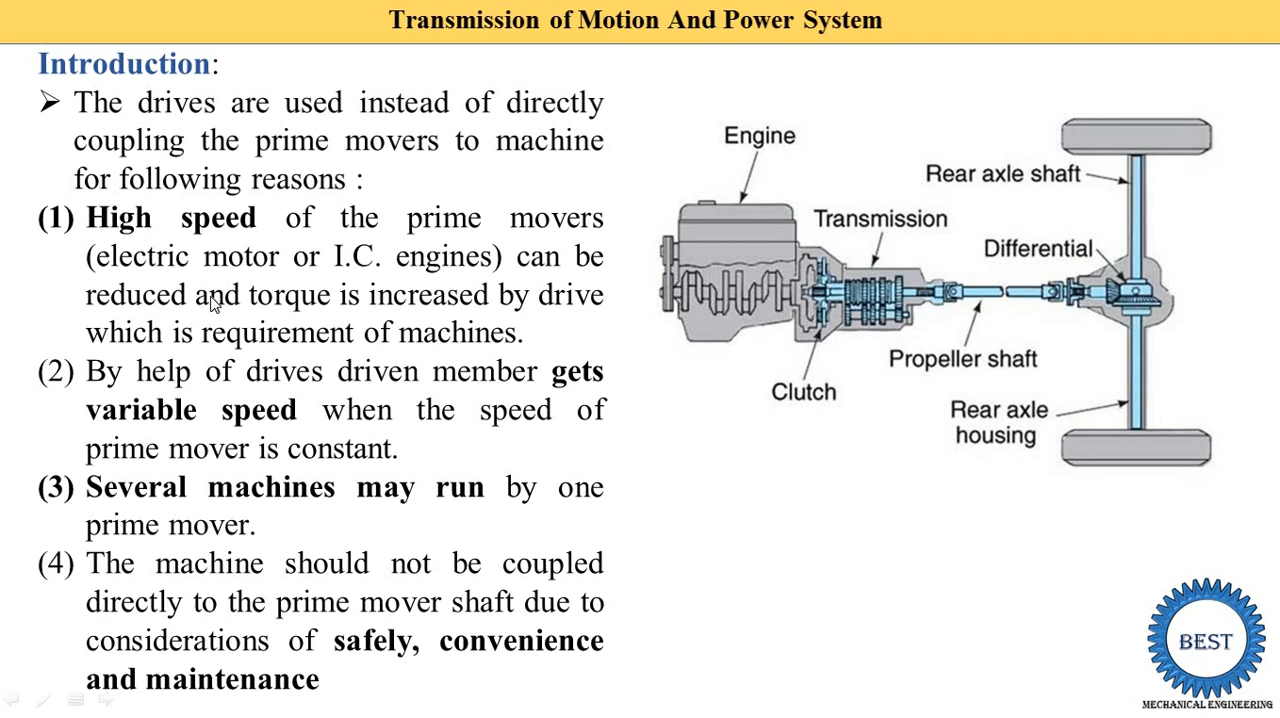 Transmission of Motion And Power System
Introduction:
➢ The drives are used instead of directly
coupling the prime movers to machine
for following reasons :
(1) High speed of the prime movers
(electric motor or I.C. engines) can be
reduced and torque is increased by drive
which is requirement of machines.
(2) By help of drives driven member gets
variable speed when the speed of
prime mover is constant.
(3) Several machines may run by one
prime mover.
(4) The machine should not be coupled
directly to the prime mover shaft due to
considerations of safely, convenience
and maintenance
Engine
Rear axle shaft
Transmission
Differential
Propeller shaft
Clutch
Rear axle
housing
BEST
MECHANICAL ENGINEERING